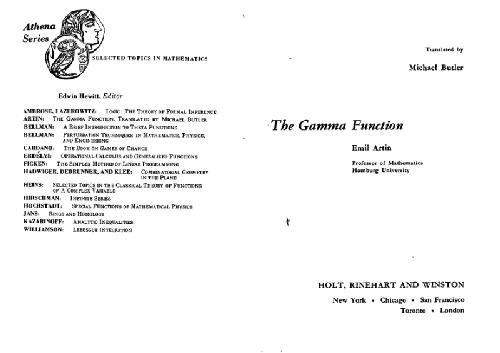 Athena
Series
SELECTED TOPICS IN MATHEMATICS
Edwin Hewitt, Editor
AMBROSE, LAZEROWITZ: LOGIC: THE THEORY OF FORMAL INFERENCE
ARTIN: THE GAMMA FUNCTION, TRANSLATED BY MICHAEL BUTLER
BELLMAN: A BRIEF INTRODUCTION TO THETA FUNCTIONS
BELLMAN: PERTURBATION TECHNIQUES IN MATHEMATICS, PHYSICS,
AND ENGINEERING
CARDANO: THE BOOK ON GAMES OF CHANCE
ERDÉLYI: OPERATIONAL CALCULUS AND GENERALIZED FUNCTIONS
FICKEN: THE SIMPLEX METHOD OF LINEAR PROGRAMMING
HADWIGER, DEBRUNNER, AND KLEE: COMBINATORIAL GEOMETRY
IN THE PLANE
HEINS: SELECTED TOPICS IN THE CLASSICAL THEORY OF FUNCTIONS
OF A COMPLEX VARIABLE
HIRSCHMAN: INFINITE SERIES
HOCHSTADT: SPECIAL FUNCTIONS OF MATHEMATICAL PHYSICS
JANS: RINGS AND HOMOLOGY
KAZARINOFF: ANALYTIC INEQUALITIES
WILLIAMSON: LEBESGUE INTEGRATION
Translated by
Michael Butler
The Gamma Function
Emil Artin
Professor of Mathematics
Hamburg University
HOLT, RINEHART AND WINSTON
New York • Chicago • San Francisco
Toronto • London